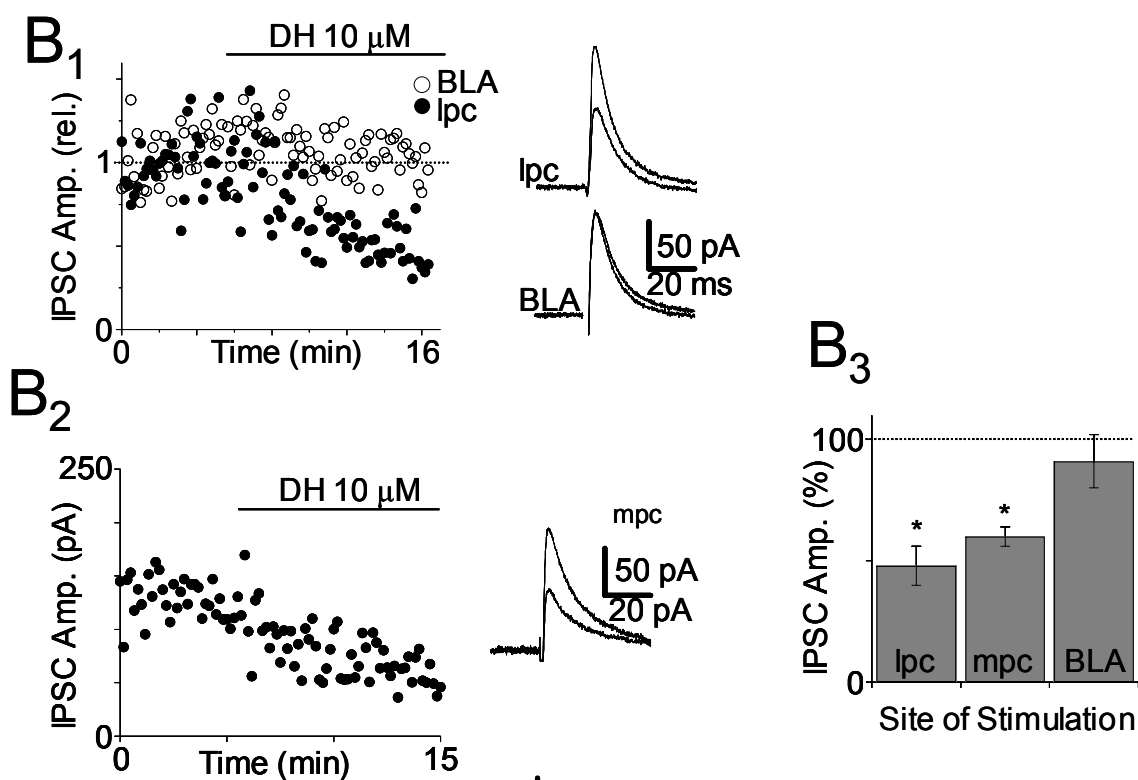 B1
DH 10 µM
BLA
lpc
IPSC Amp. (rel.)
1
1
0
0
Time (min)
16
lpc
BLA
50 pA
20 ms
B2
DH 10 µM
IPSC Amp. (pA)
250
0
0
Time (min)
15
mpc
50 pA
20 pA
B3
IPSC Amp. (%)
100
0
*
*
lpc
mpc
BLA
Site of Stimulation